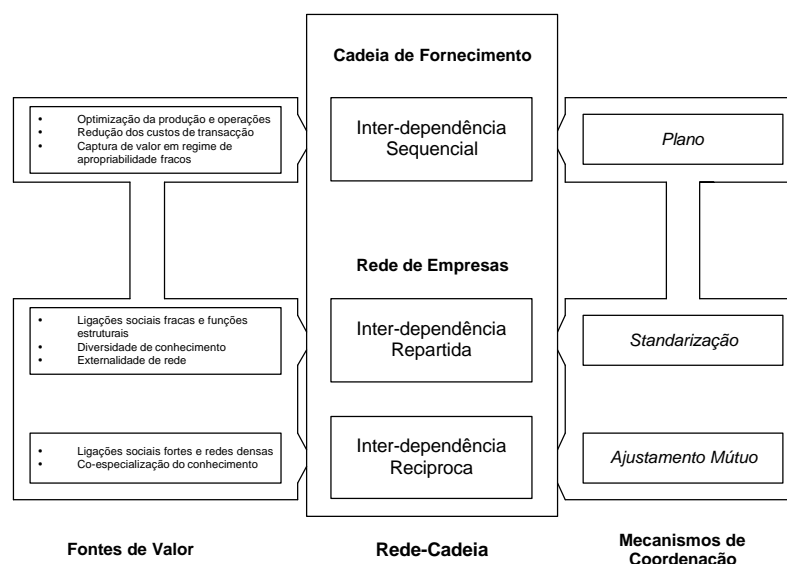 Cadeia de Fornecimento
• Optimização da produção e operações
• Redução dos custos de transacção
• Captura de valor em regime de
apropriabilidade fracos
Inter-dependência
Sequencial
Plano
Rede de Empresas
• Ligações sociais fracas e funções
estruturais
• Diversidade de conhecimento
• Externalidade de rede
Inter-dependência
Repartida
Standarização
• Ligações sociais fortes e redes densas
• Co-especialização do conhecimento
Inter-dependência
Reciproca
Ajustamento Mútuo
Fontes de Valor
Rede-Cadeia
Mecanismos de
Coordenação